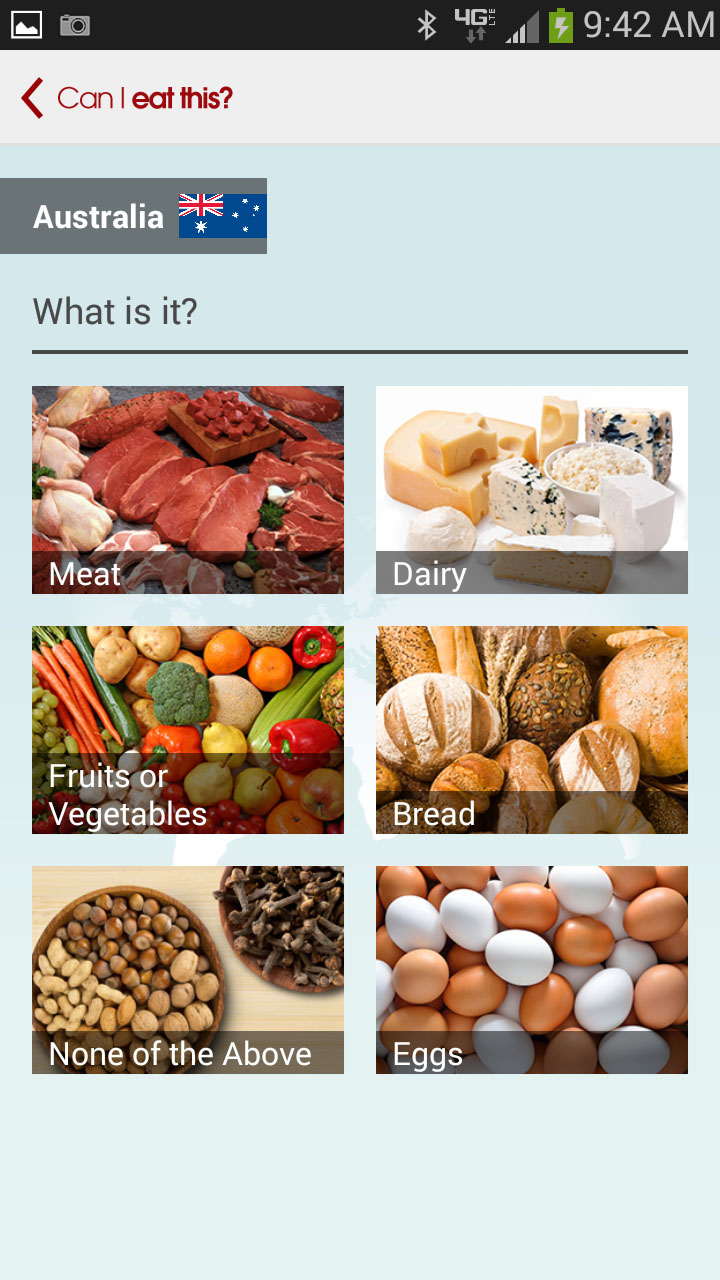 4G LTE 9:42 AM
Can I eat this?
Australia
What is it?
Meat
Dairy
Fruits or
Vegetables
Bread
None of the Above
Eggs